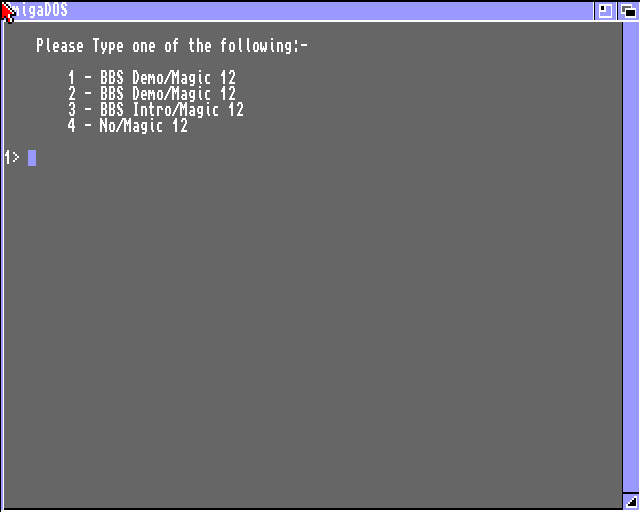 AmigaDOS
Please Type one of the following:-
1 - BBS Demo/Magic 12
2 - BBS Demo/Magic 12
3 - BBS Intro/Magic 12
4 - No/Magic 12
1>